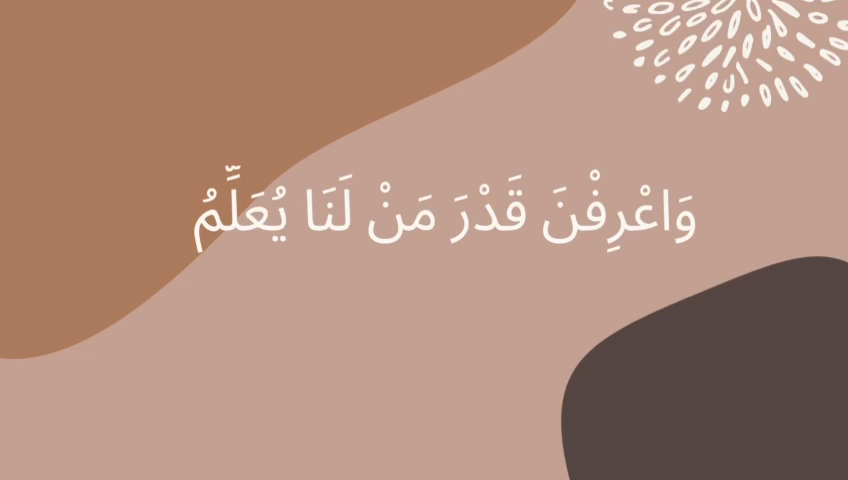 وَاعْرِفْنَ قَدْرَ مَنْ لَنَا يُعَلِّمُ